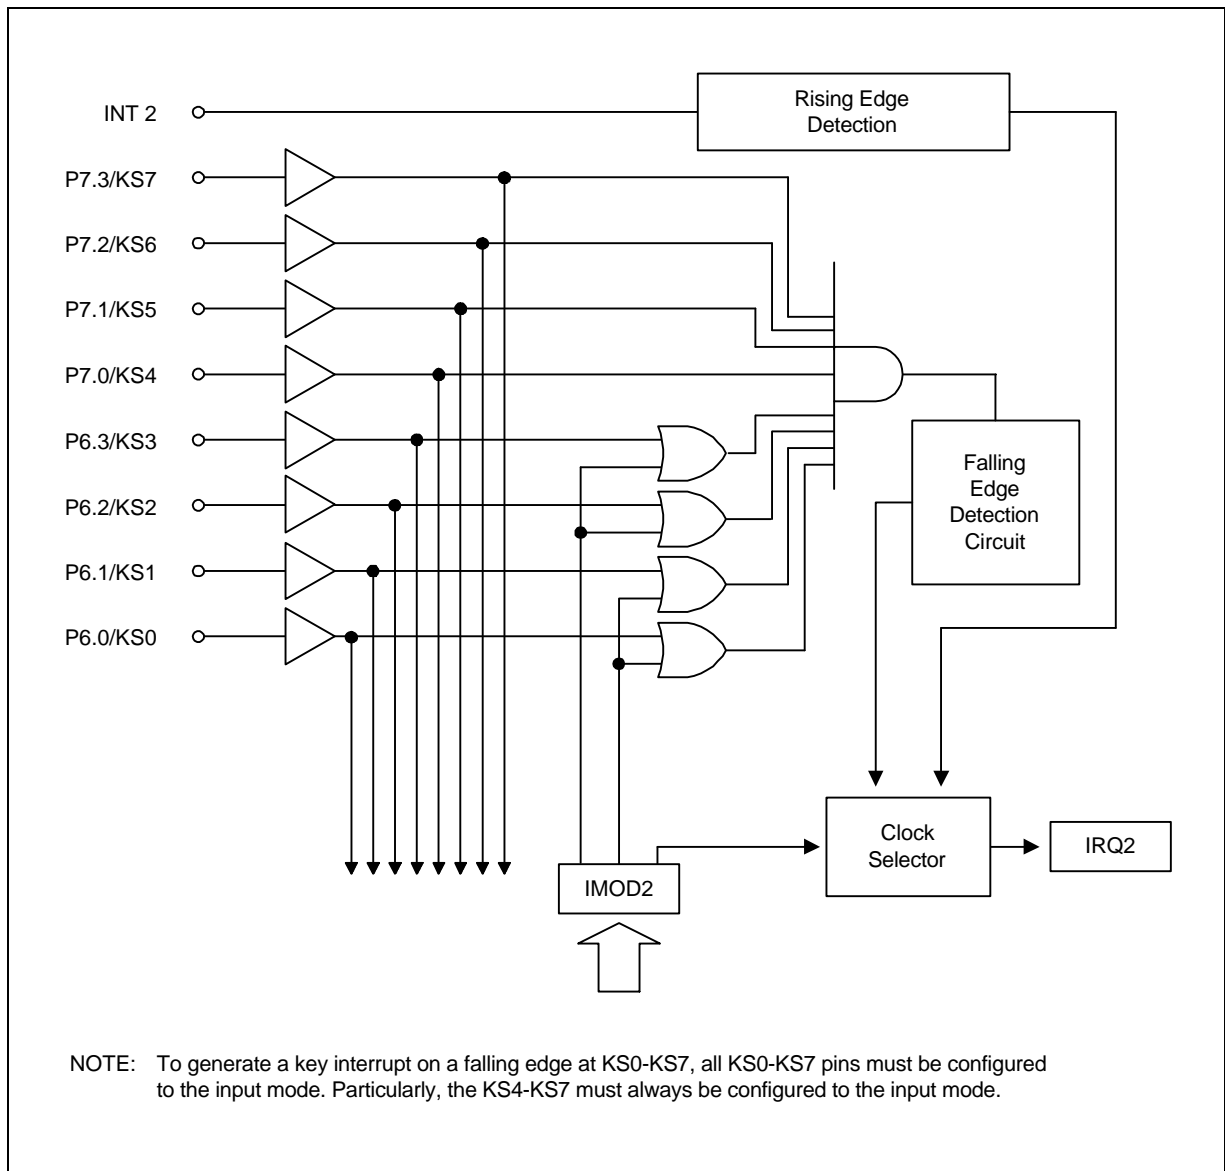 INT 2
Rising Edge
Detection
P7.3/KS7
P7.2/KS6
P7.1/KS5
P7.0/KS4
P6.3/KS3
P6.2/KS2
P6.1/KS1
P6.0/KS0
Falling
Edge
Detection
Circuit
Clock
Selector
IRQ2
IMOD2
NOTE: To generate a key interrupt on a falling edge at KS0-KS7, all KS0-KS7 pins must be configured
to the input mode. Particularly, the KS4-KS7 must always be configured to the input mode.